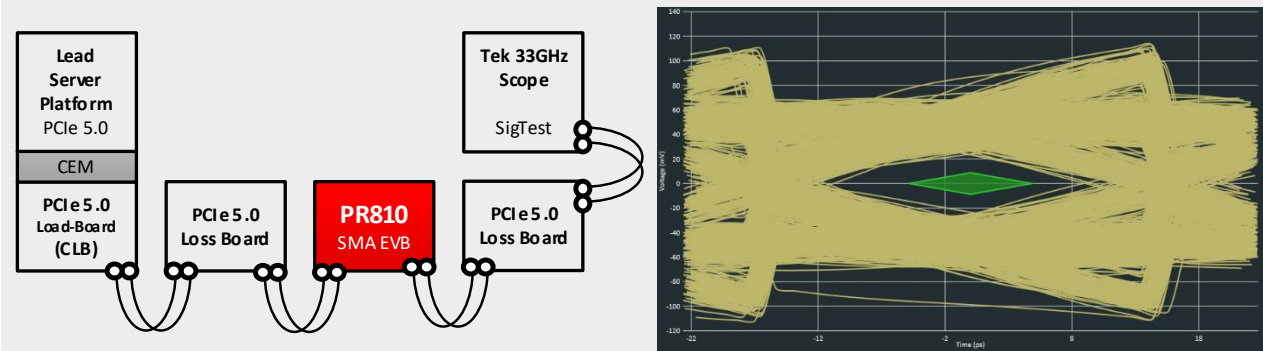 Lead
Server
Platform
PCIe 5.0
CEM
PCIe 5.0
Load-Board
(CLB)
PCIe 5.0
Loss Board
PR810
SMA EVB
Tek 33GHz
Scope
SigTest
PCIe 5.0
Loss Board
140
120
100
80
60
40
20
0
-20
-40
-60
-80
-100
-120
Voltage (mV)
-22
-12
-2
8
18
Time (ps)